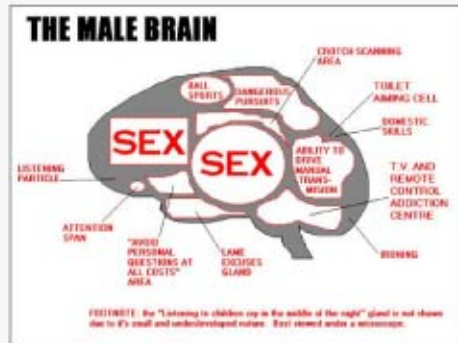 THE MALE BRAIN
CROTCH SCANNING
AREA
BALL
SPORTS
DANGEROUS
PURSUITS
TOILET
AIMING CELL
DOMESTIC
SKILLS
SEX
SEX
ABILITY TO
DRIVE
MANUAL
TRANS-
MISSION
LISTENING
PARTICLE
T.V. AND
REMOTE
CONTROL
ADDICTION
CENTRE
ATTENTION
SPAN
"AVOID
PERSONAL
QUESTIONS AT
ALL COSTS"
AREA
LAME
EXCUSES
GLAND
IRONING
FOOTNOTE: the "Listening to children cry in the middle of the night" gland is not shown
due to it's small and underdeveloped nature. Best viewed under a microscope.